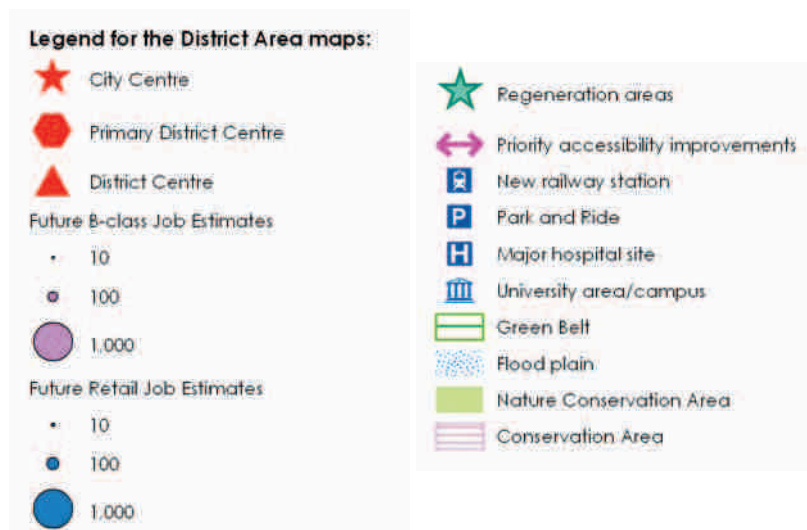 Legend for the District Area maps:
City Centre
Primary District Centre
District Centre
Future B-class Job Estimates
10
100
1,000
Future Retail Job Estimates
10
100
1,000
Regeneration areas
Priority accessibility improvements
New railway station
P Park and Ride
H Major hospital site
University area/campus
Green Belt
Flood plain
Nature Conservation Area
Conservation Area